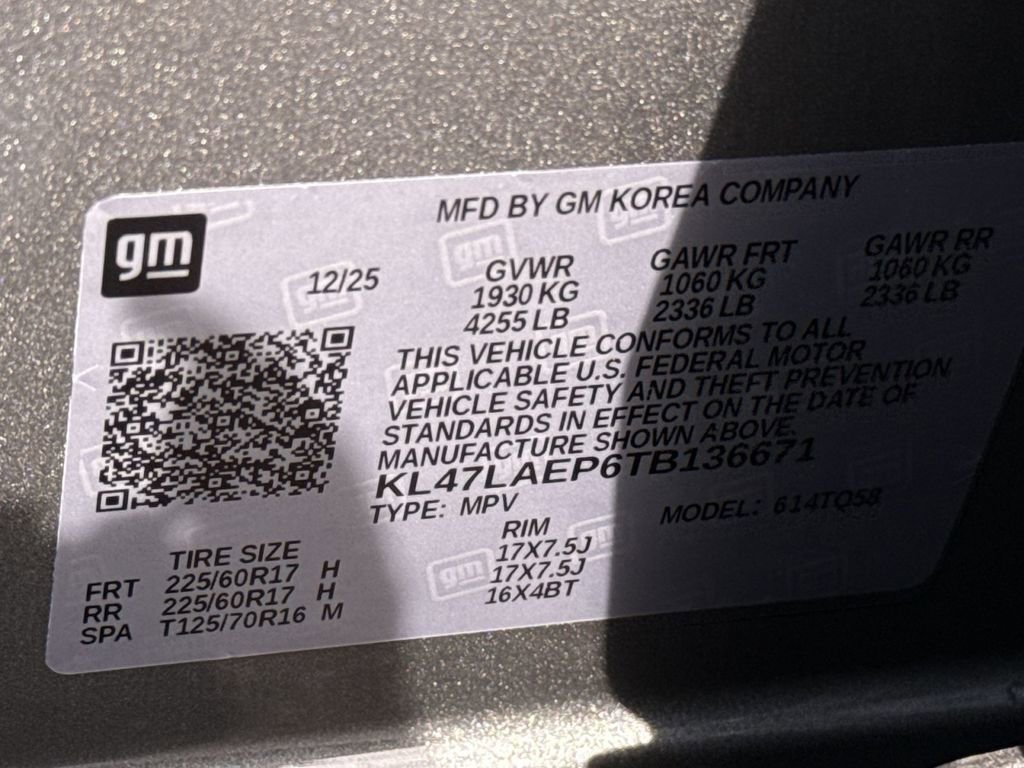 gm
MFD BY GM KOREA COMPANY
12/25
GVWR GAWR FRT GAWR RR
1930 KG 1060 KG 1060 KG
4255 LB 2336 LB 2336 LB
THIS VEHICLE CONFORMS TO ALL
APPLICABLE U.S. FEDERAL MOTOR
VEHICLE SAFETY AND THEFT PREVENTION
STANDARDS IN EFFECT ON THE DATE OF
MANUFACTURE SHOWN ABOVE.
KL47LAEP6TB136671
TYPE: MPV MODEL: 614TQ58
TIRE SIZE RIM
FRT 225/60R17 H 17X7.5J
RR 225/60R17 H 17X7.5J
SPA T125/70R16 M 16X4BT